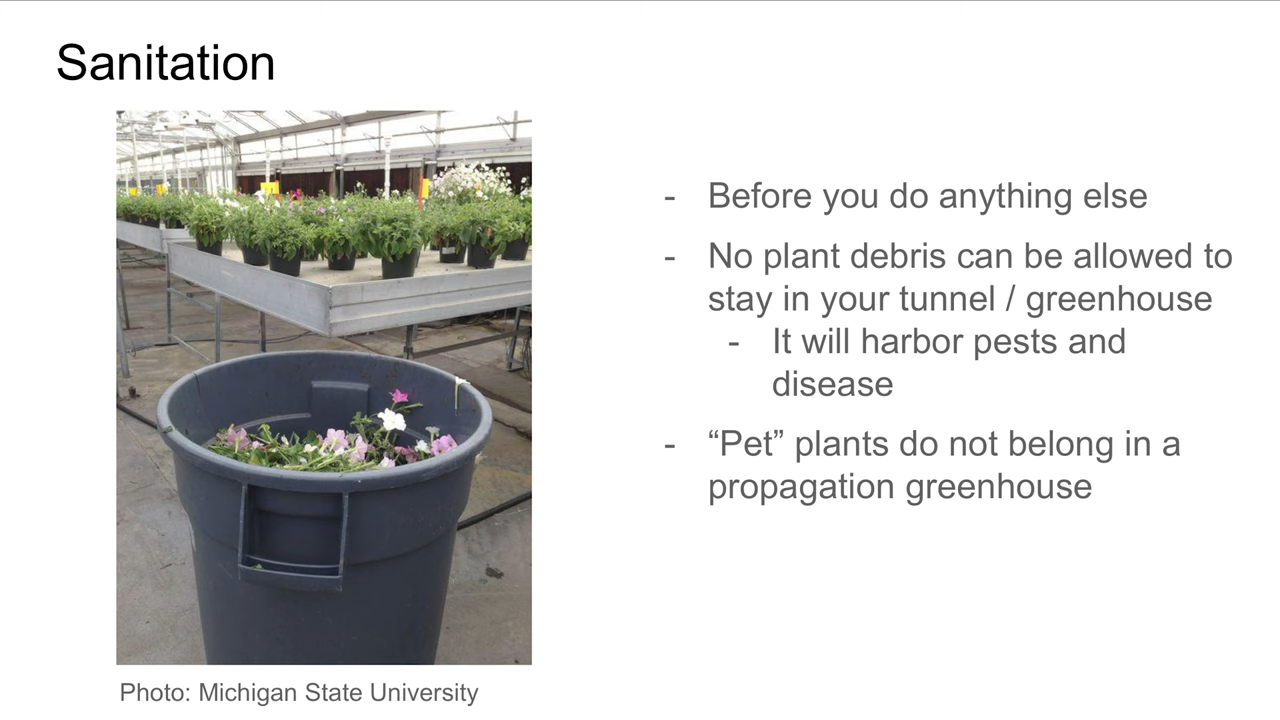 Sanitation
- Before you do anything else
- No plant debris can be allowed to
stay in your tunnel / greenhouse
- It will harbor pests and
disease
- “Pet” plants do not belong in a
propagation greenhouse
Photo: Michigan State University